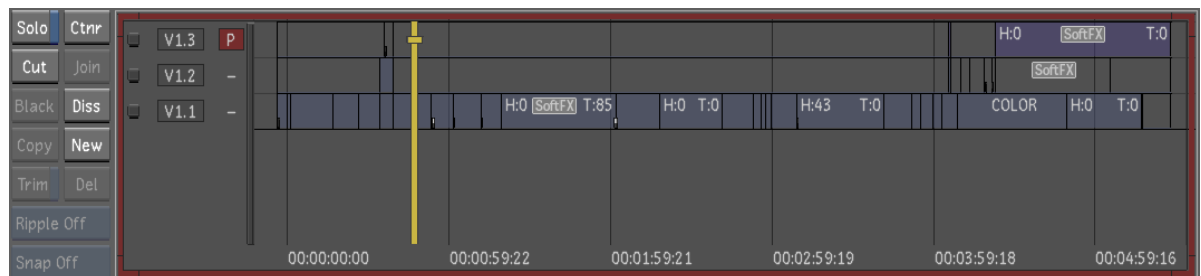 Solo Ctnr
Cut Join
Black Diss
Copy New
Trim Del
Ripple Off
Snap Off
V1.3 P H:0 SoftFX T:0
V1.2 – SoftFX
V1.1 – H:0 SoftFX T:85 H:0 T:0 H:43 T:0 COLOR H:0 T:0
00:00:00:00 00:00:59:22 00:01:59:21 00:02:59:19 00:03:59:18 00:04:59:16